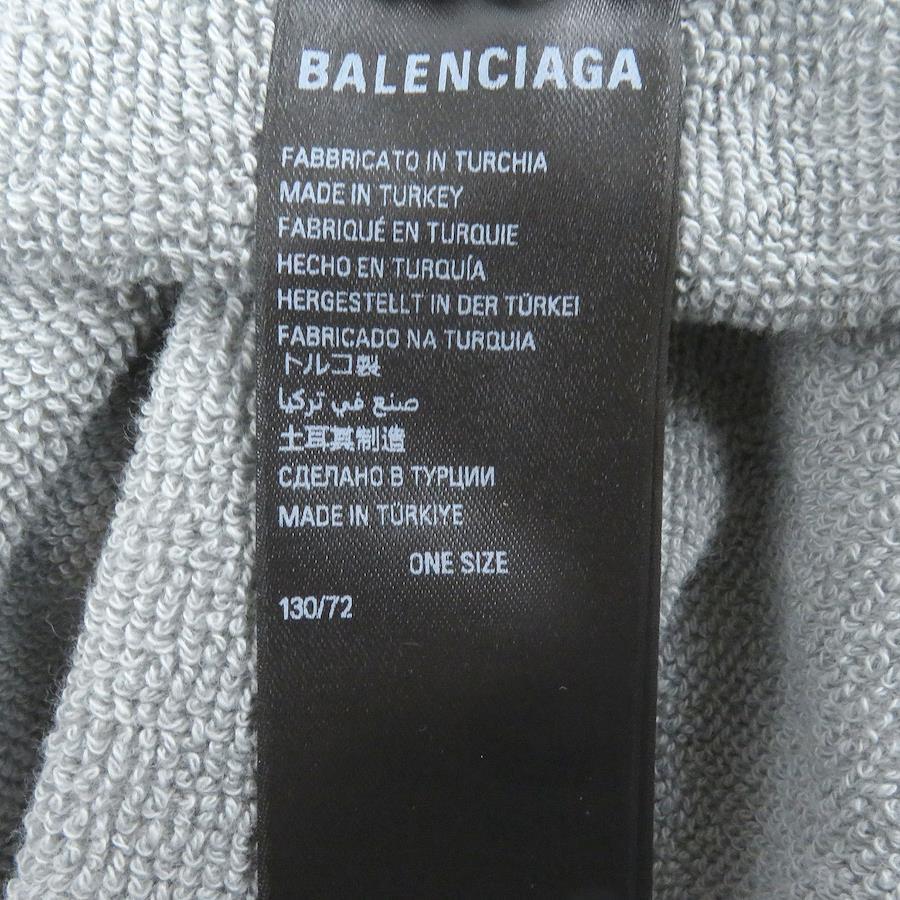 BALENCIAGA
FABBRICATO IN TURCHIA
MADE IN TURKEY
FABRIQUÉ EN TURQUIE
HECHO EN TURQUÍA
HERGESTELLT IN DER TÜRKEI
FABRICADO NA TURQUIA
トルコ製
صنع في تركيا
土耳其制造
СДЕЛАНО В ТУРЦИИ
MADE IN TÜRKIYE
ONE SIZE
130/72